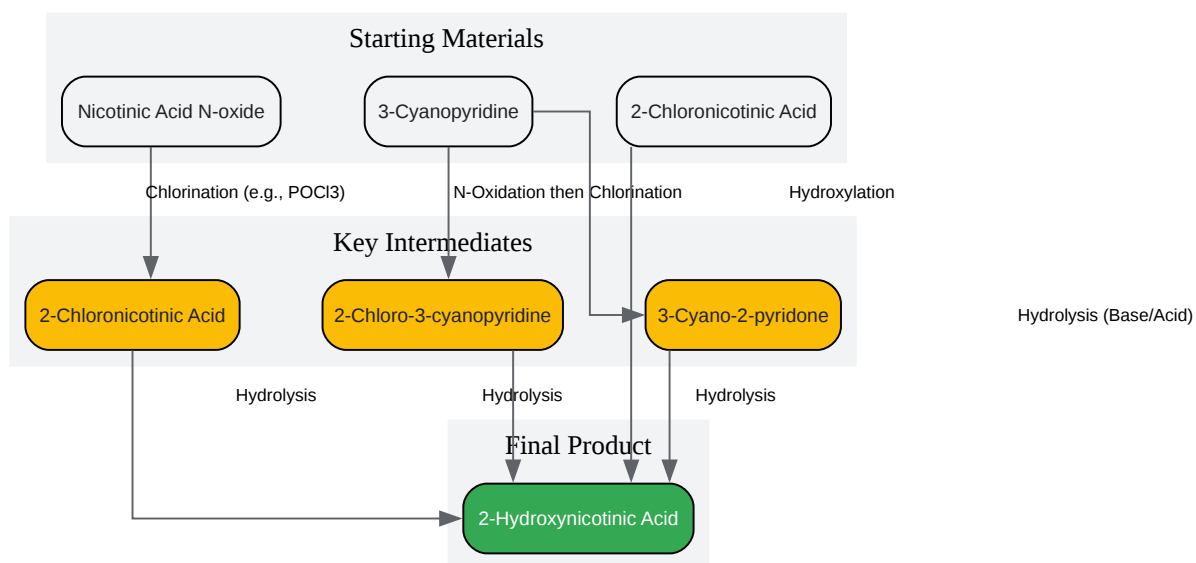 Starting Materials
Nicotinic Acid N-oxide
3-Cyanopyridine
2-Chloronicotinic Acid
Chlorination (e.g., POCl3)
N-Oxidation then Chlorination
Hydroxylation
Key Intermediates
2-Chloronicotinic Acid
2-Chloro-3-cyanopyridine
3-Cyano-2-pyridone
Hydrolysis (Base/Acid)
Hydrolysis
Hydrolysis
Hydrolysis
Final Product
2-Hydroxynicotinic Acid